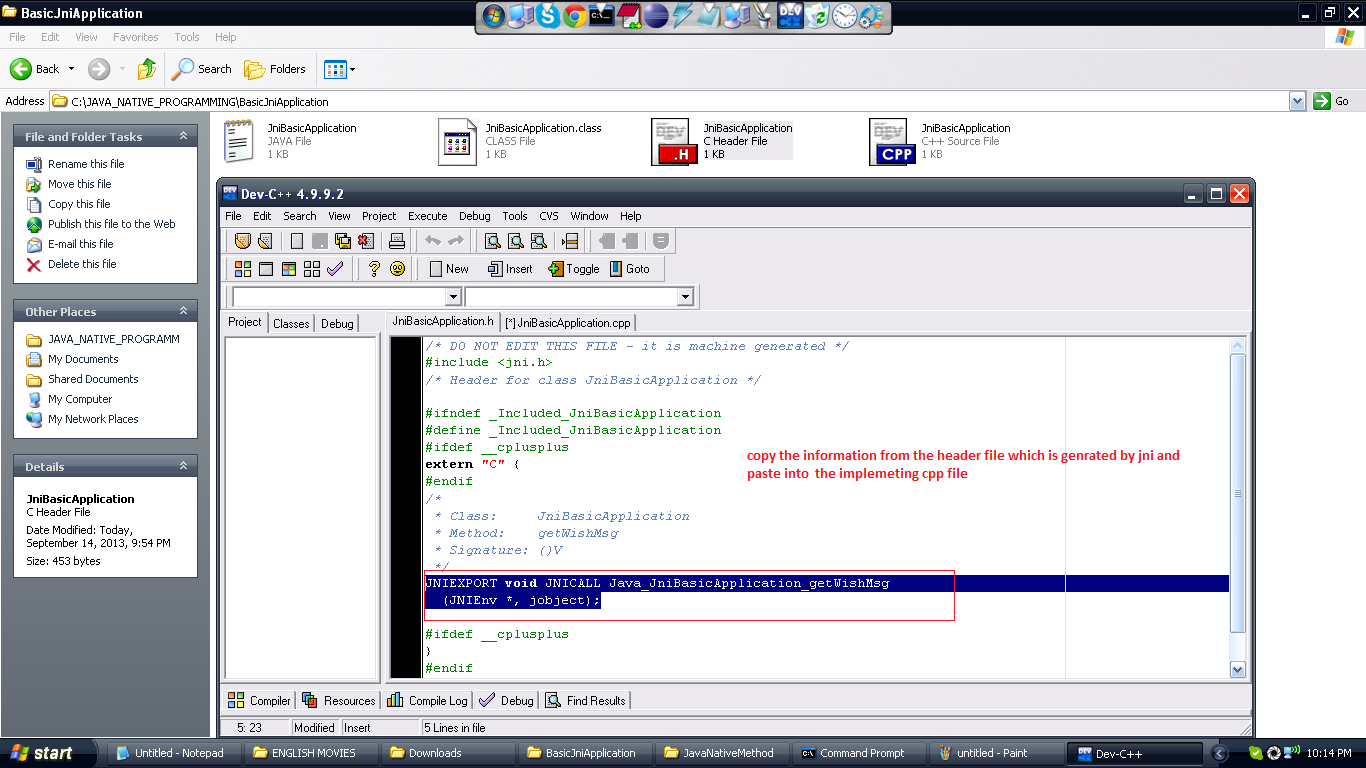 BasicJniApplication
File Edit View Favorites Tools Help
Back Search Folders
Address C:\JAVA_NATIVE_PROGRAMMING\BasicJniApplication Go
File and Folder Tasks
Rename this file
Move this file
Copy this file
Publish this file to the Web
E-mail this file
Delete this file
Other Places
JAVA_NATIVE_PROGRAMM
My Documents
Shared Documents
My Computer
My Network Places
Details
JniBasicApplication
C Header File
Date Modified: Today,
September 14, 2013, 9:54 PM
Size: 453 bytes
JniBasicApplication
JAVA File
1 KB
JniBasicApplication.class
CLASS File
1 KB
DEV
.H
JniBasicApplication
C Header File
1 KB
DEV
CPP
JniBasicApplication
C++ Source File
1 KB
Dev-C++ 4.9.9.2
File Edit Search View Project Execute Debug Tools CVS Window Help
New Insert Toggle Goto
Project Classes Debug
JniBasicApplication.h [*] JniBasicApplication.cpp
/* DO NOT EDIT THIS FILE - it is machine generated */
#include <jni.h>
/* Header for class JniBasicApplication */
#ifndef _Included_JniBasicApplication
#define _Included_JniBasicApplication
#ifdef __cplusplus
extern "C" {
#endif
/*
* Class: JniBasicApplication
* Method: getWishMsg
* Signature: ()V
*/
JNIEXPORT void JNICALL Java_JniBasicApplication_getWishMsg
(JNIEnv *, jobject);
#ifdef __cplusplus
}
#endif
copy the information from the header file which is genrated by jni and
paste into the implemeting cpp file
Compiler Resources Compile Log Debug Find Results
5: 23 Modified Insert 5 Lines in file
start Untitled - Notepad ENGLISH MOVIES Downloads BasicJniApplication JavaNativeMethod Command Prompt untitled - Paint Dev-C++ 10:14 PM